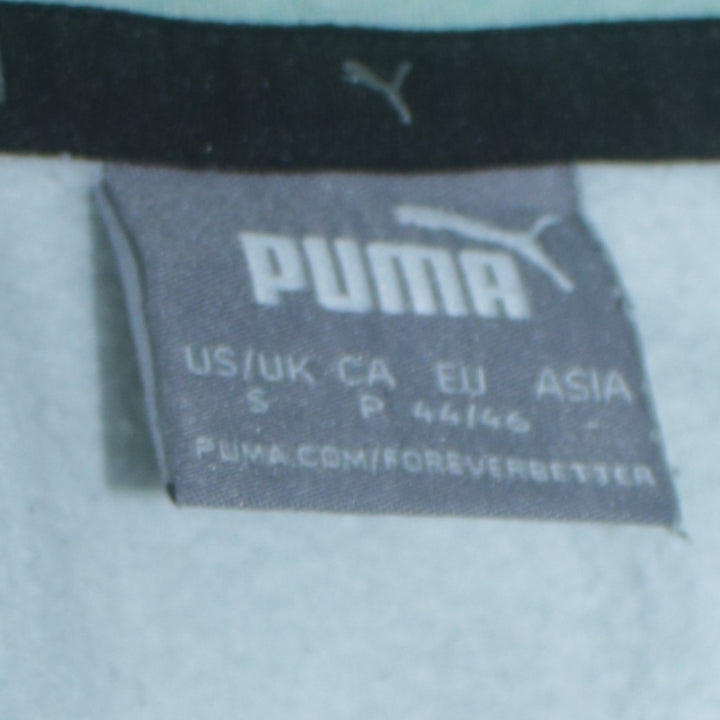 PUMA
US/UK CA EU ASIA
S P 44/46 -
PUMA.COM/FOREVERBETTER